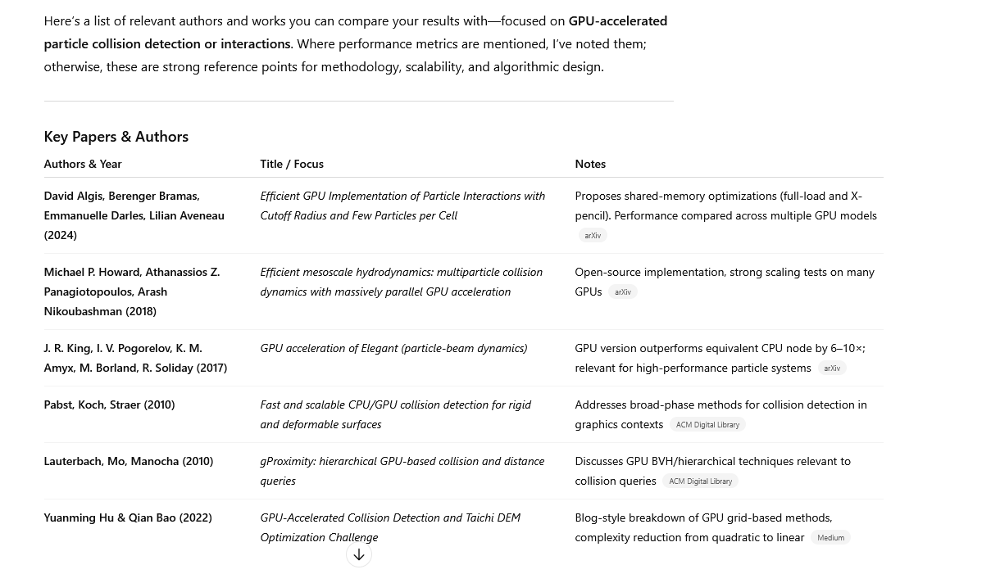 Here's a list of relevant authors and works you can compare your results with—focused on GPU-accelerated
particle collision detection or interactions. Where performance metrics are mentioned, I've noted them;
otherwise, these are strong reference points for methodology, scalability, and algorithmic design.
Key Papers & Authors
Authors & Year Title / Focus Notes
David Algis, Berenger Bramas, Efficient GPU Implementation of Particle Interactions with Proposes shared-memory optimizations (full-load and X-
Emmanuelle Darles, Lilian Aveneau Cutoff Radius and Few Particles per Cell pencil). Performance compared across multiple GPU models
(2024) arXiv
Michael P. Howard, Athanassios Z. Efficient mesoscale hydrodynamics: multiparticle collision Open-source implementation, strong scaling tests on many
Panagiotopoulos, Arash dynamics with massively parallel GPU acceleration GPUs arXiv
Nikoubashman (2018)
J. R. King, I. V. Pogorelov, K. M. GPU acceleration of Elegant (particle-beam dynamics) GPU version outperforms equivalent CPU node by 6–10×;
Amyx, M. Borland, R. Soliday (2017) relevant for high-performance particle systems arXiv
Pabst, Koch, Straer (2010) Fast and scalable CPU/GPU collision detection for rigid Addresses broad-phase methods for collision detection in
and deformable surfaces graphics contexts ACM Digital Library
Lauterbach, Mo, Manocha (2010) gProximity: hierarchical GPU-based collision and distance Discusses GPU BVH/hierarchical techniques relevant to
queries collision queries ACM Digital Library
Yuanming Hu & Qian Bao (2022) GPU-Accelerated Collision Detection and Taichi DEM Blog-style breakdown of GPU grid-based methods,
Optimization Challenge complexity reduction from quadratic to linear Medium